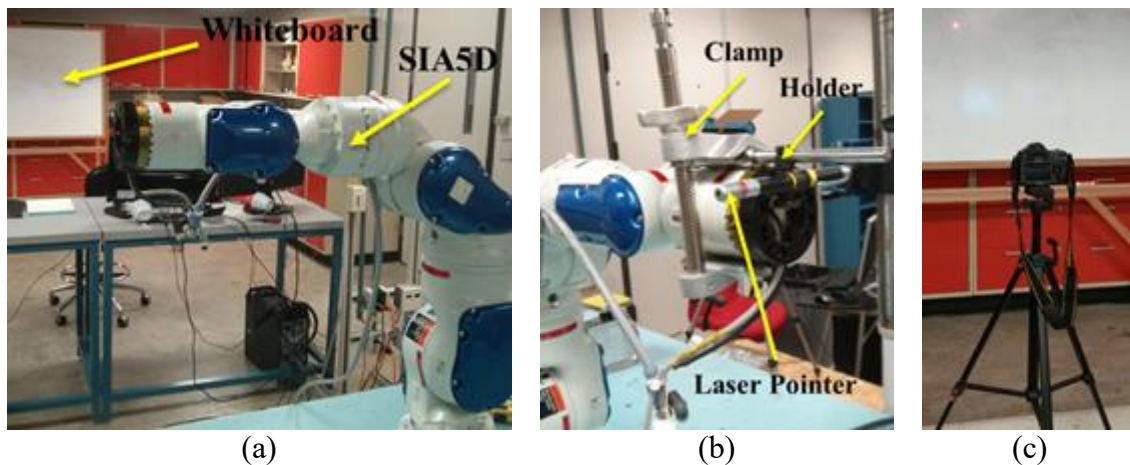 Whiteboard
SIA5D
Clamp
Holder
Laser Pointer
(a)
(b)
(c)